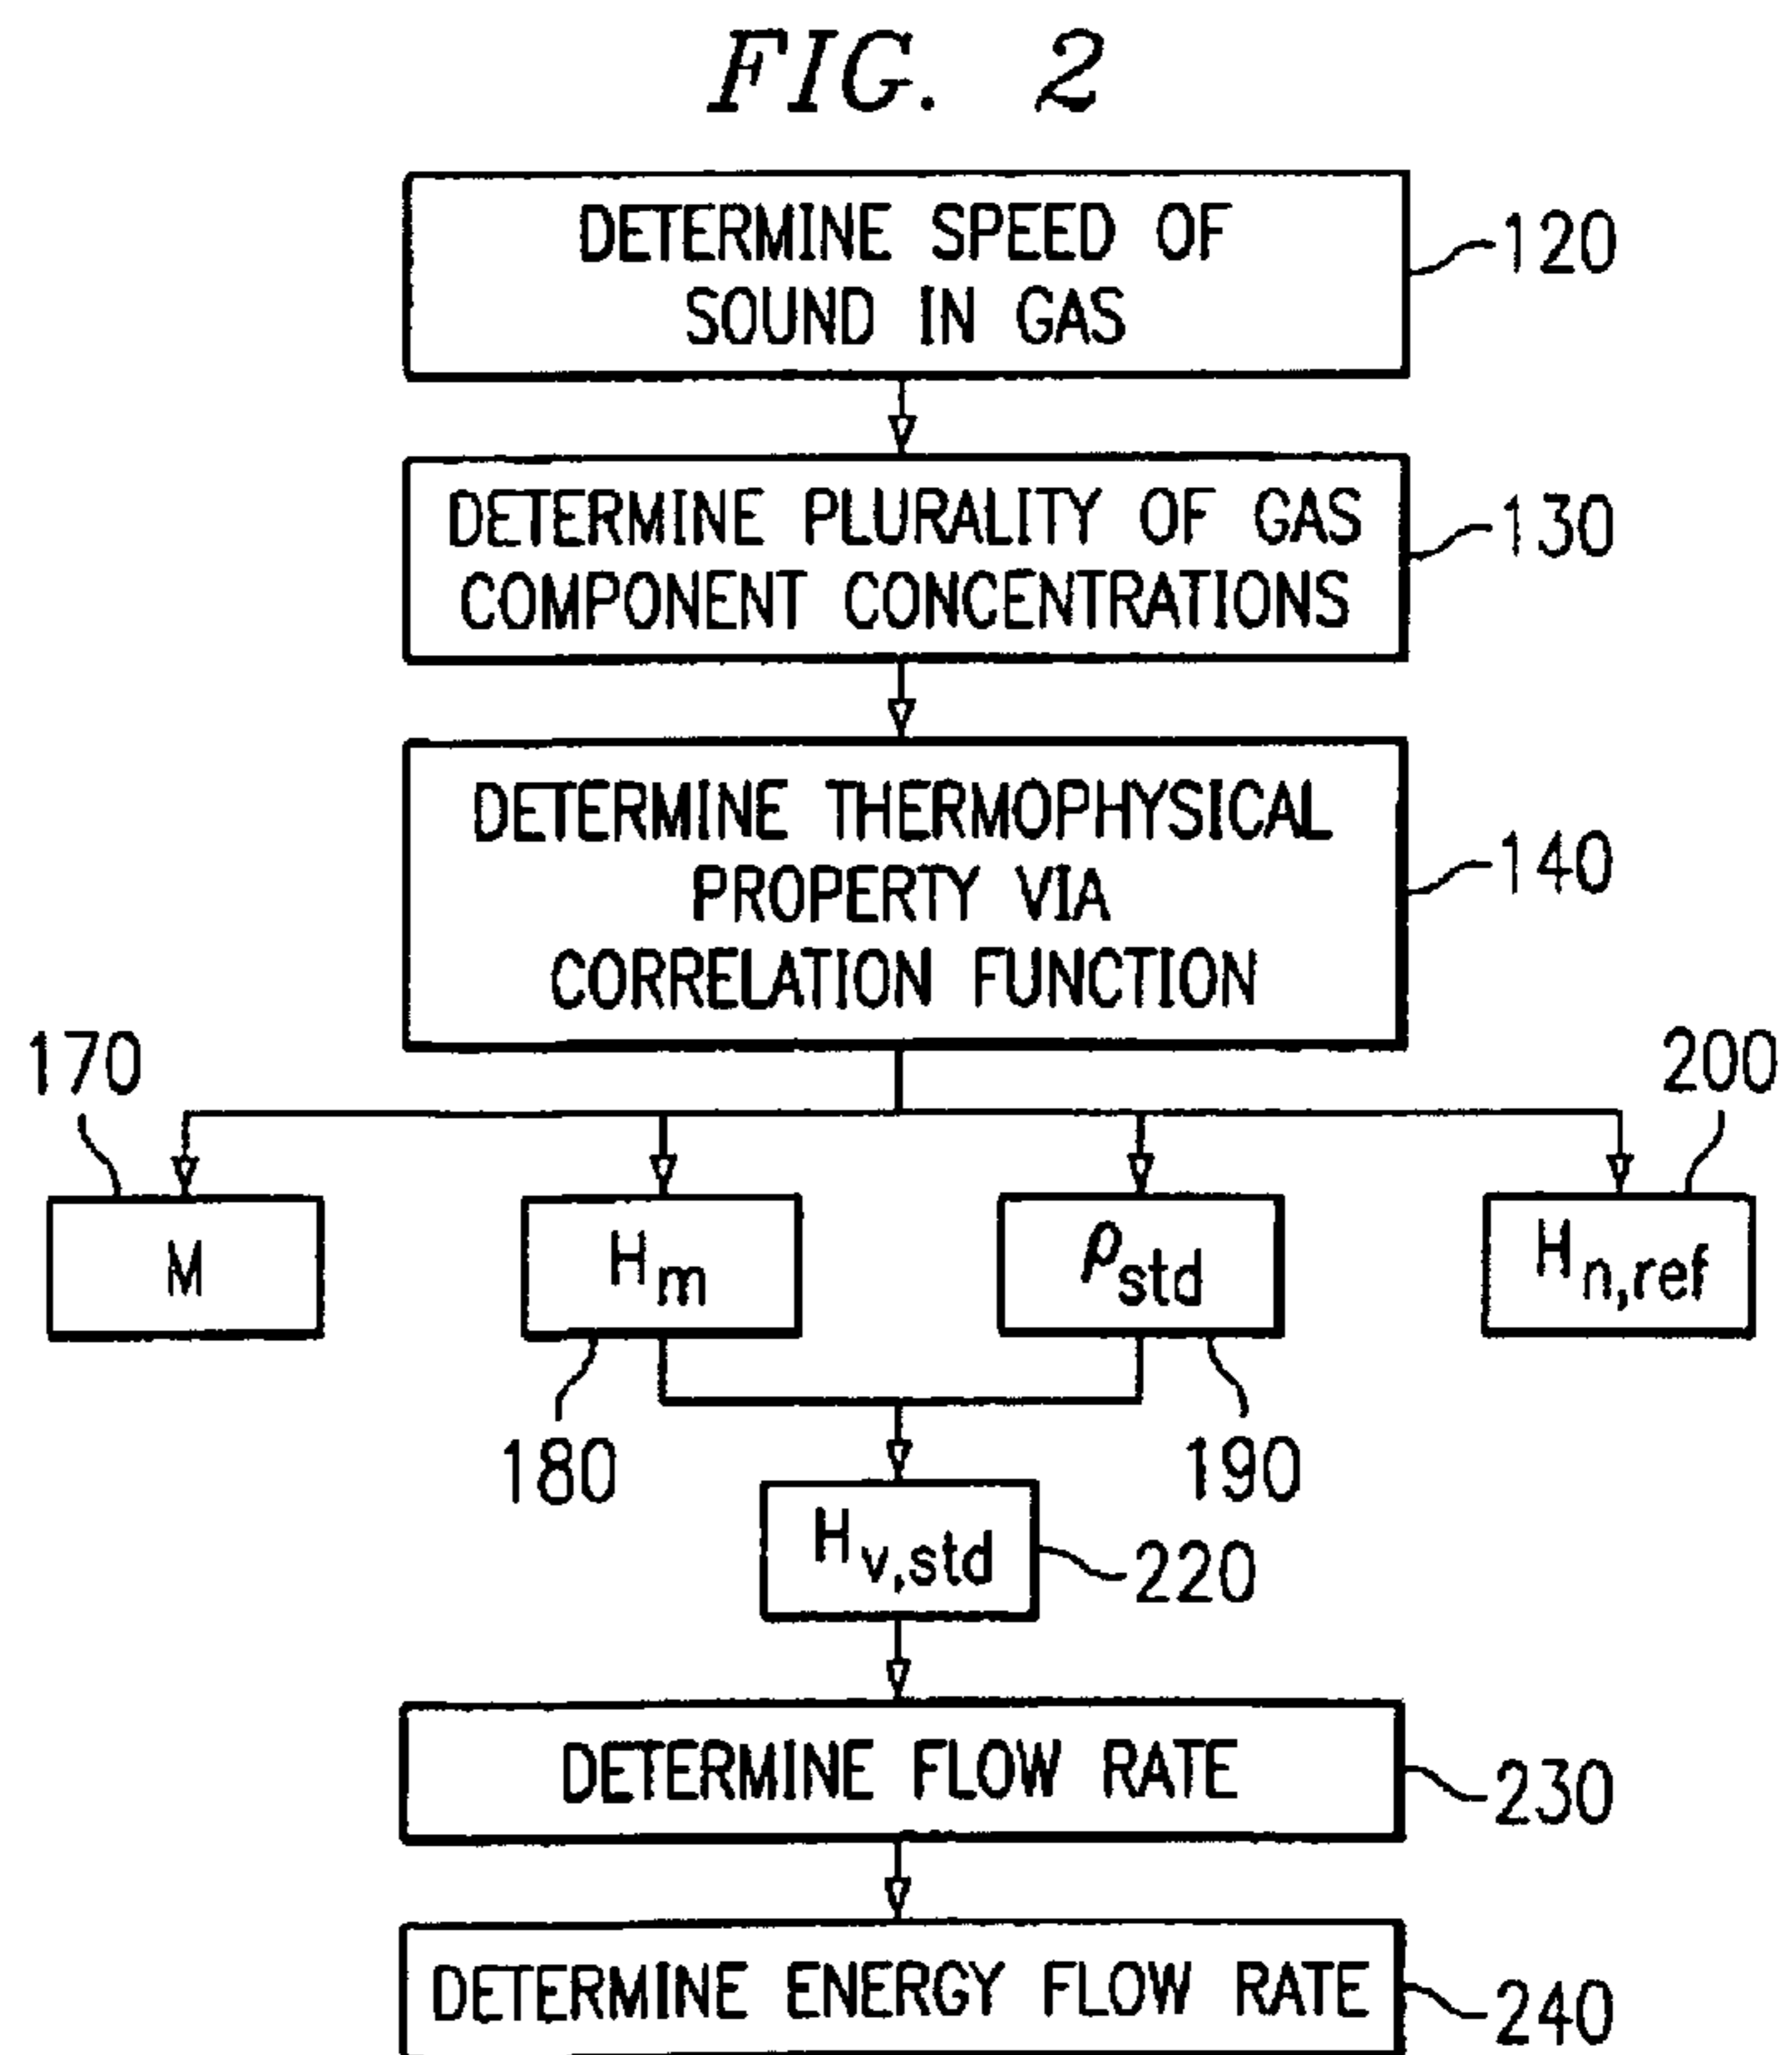 FIG. 2
DETERMINE SPEED OF
SOUND IN GAS
120
DETERMINE PLURALITY OF GAS
COMPONENT CONCENTRATIONS
130
DETERMINE THERMOPHYSICAL
PROPERTY VIA
CORRELATION FUNCTION
140
170
200
M
Hm
ρstd
Hn,ref
180
190
Hv,std
220
DETERMINE FLOW RATE
230
DETERMINE ENERGY FLOW RATE
240